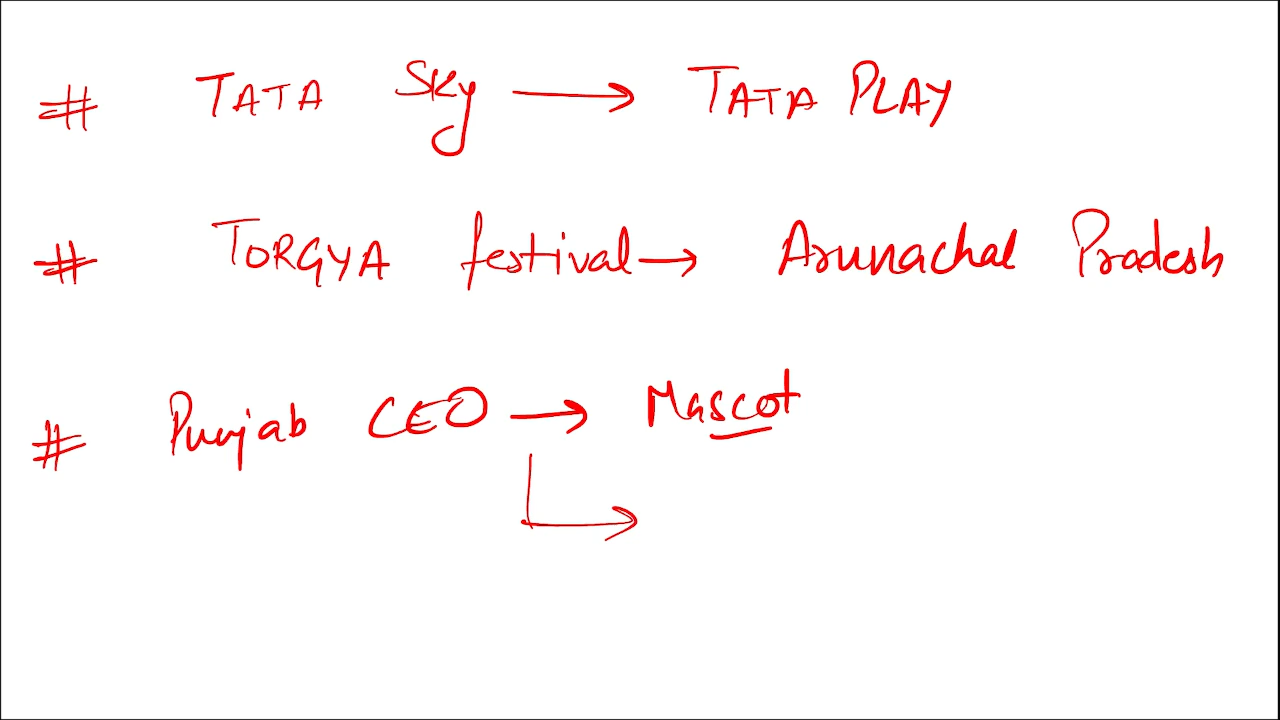 # TATA Sky → TATA PLAY
# TORGYA festival → Arunachal Pradesh
# Punjab CEO → Mascot